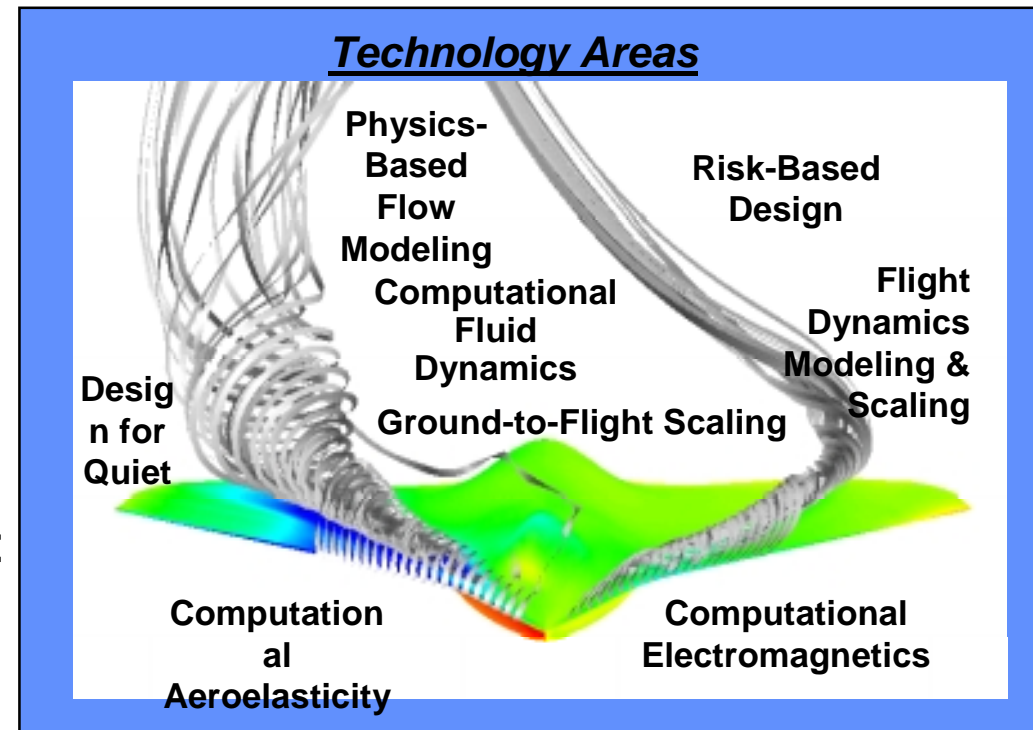 Technology Areas
Physics-
Based
Flow
Modeling
Risk-Based
Design
Computational
Fluid
Dynamics
Flight
Dynamics
Modeling &
Scaling
Desig
n for
Quiet
Ground-to-Flight Scaling
Computation
al
Aeroelasticity
Computational
Electromagnetics